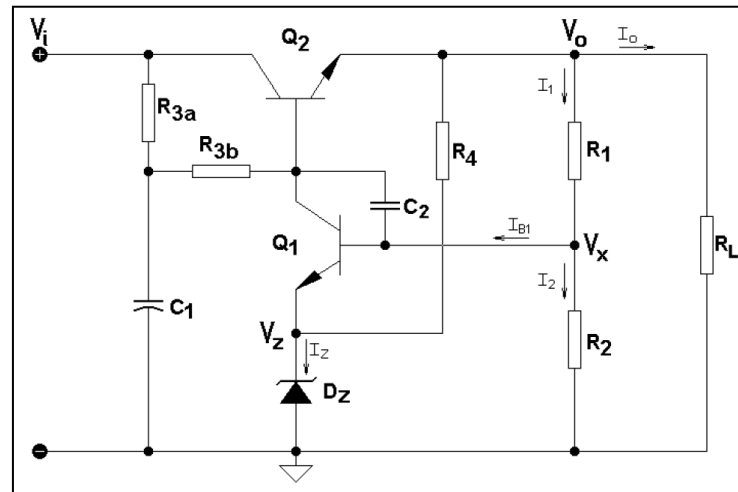 Vi
Q2
Vo
Io
R3a
I1
R3b
R4
R1
C2
Q1
IB1
Vx
RL
I2
C1
Vz
IZ
R2
DZ